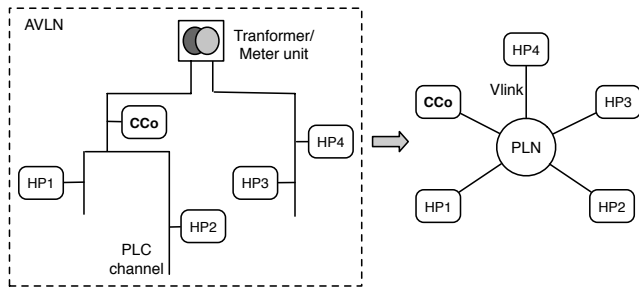 AVLN
Tranformer/
Meter unit
CCo
HP1
HP4
HP3
HP2
PLC
channel
HP4
Vlink
CCo
HP3
PLN
HP1
HP2